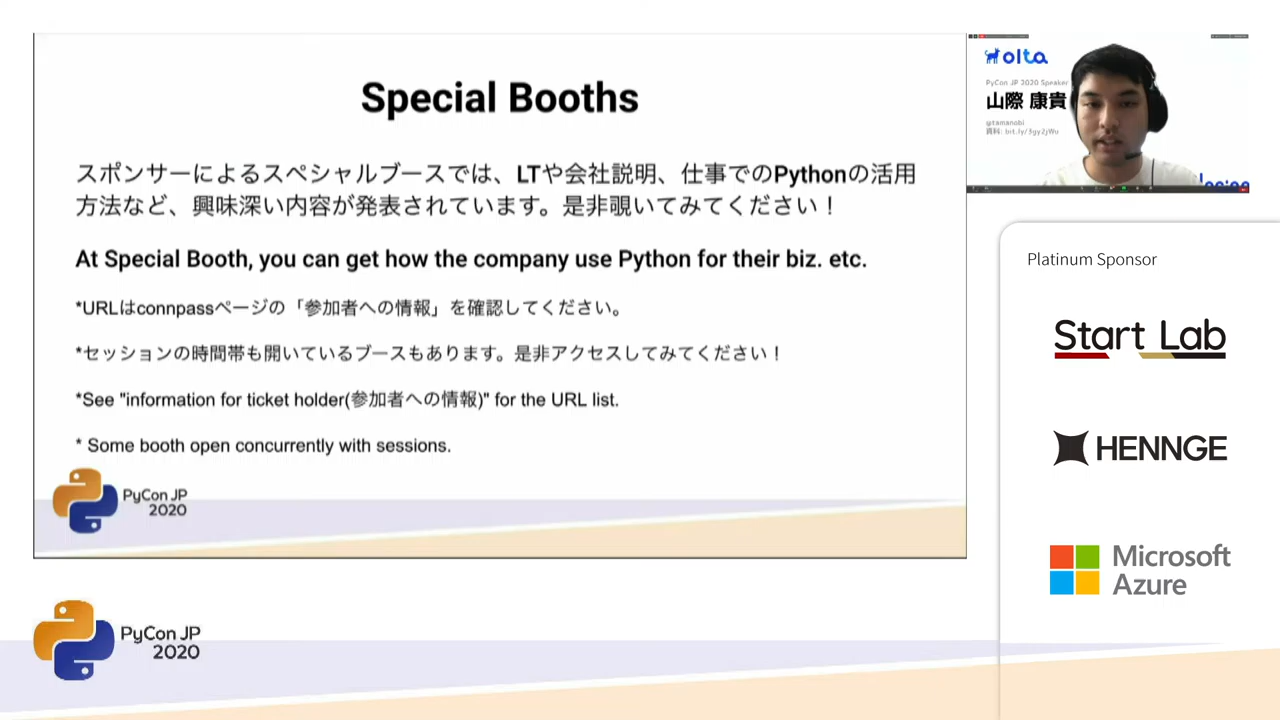 Special Booths
スポンサーによるスペシャルブースでは、LTや会社説明、仕事でのPythonの活用
方法など、興味深い内容が発表されています。是非覗いてみてください！
At Special Booth, you can get how the company use Python for their biz. etc.
*URLはconnpassページの「参加者への情報」を確認してください。
*セッションの時間帯も開いているブースもあります。是非アクセスしてみてください！
*See "information for ticket holder(参加者への情報)" for the URL list.
* Some booth open concurrently with sessions.
PyCon JP
2020
olta
PyCon JP 2020 Speaker
山際 康貴
@tamanobi
資料: bit.ly/3gy2jWu
Platinum Sponsor
Start Lab
HENNGE
Microsoft
Azure
PyCon JP
2020